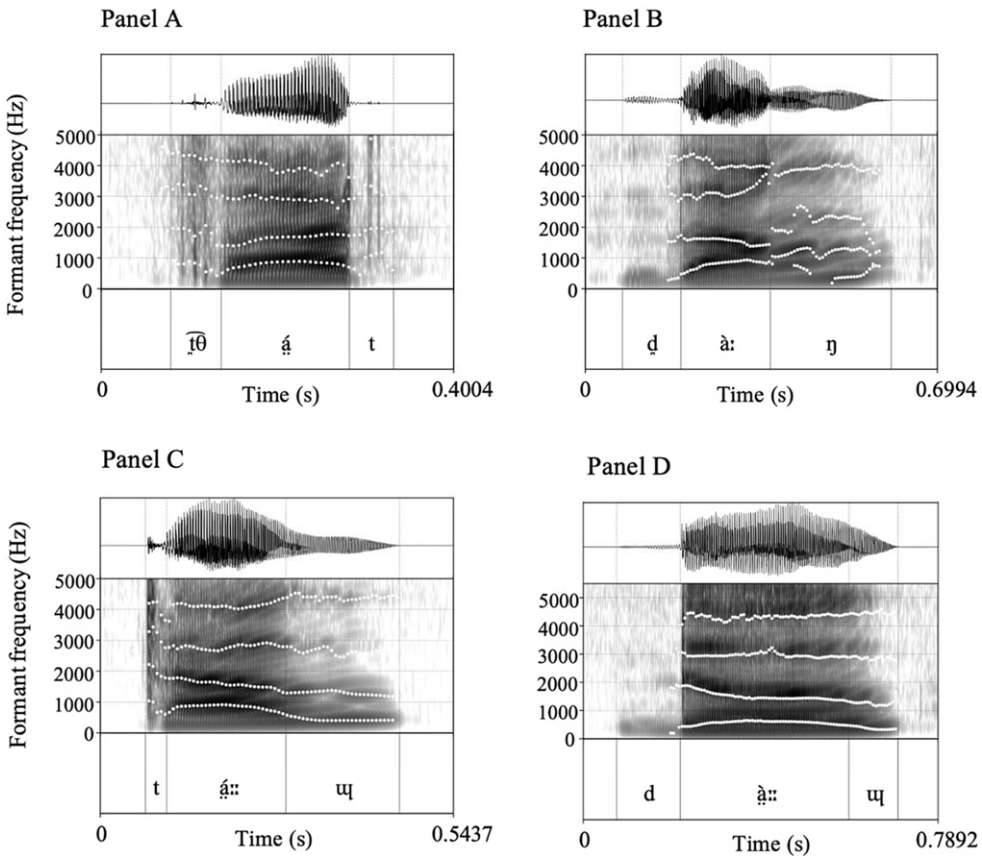 Panel A
Formant frequency (Hz)
5000
4000
3000
2000
1000
0
t̪͡θ
á̤
t
0
Time (s)
0.4004
Panel B
5000
4000
3000
2000
1000
0
d̪
àː
ŋ
0
Time (s)
0.6994
Panel C
Formant frequency (Hz)
5000
4000
3000
2000
1000
0
t
á̤ːː
ɰ
0
Time (s)
0.5437
Panel D
5000
4000
3000
2000
1000
0
d
à̤ːː
ɰ
0
Time (s)
0.7892